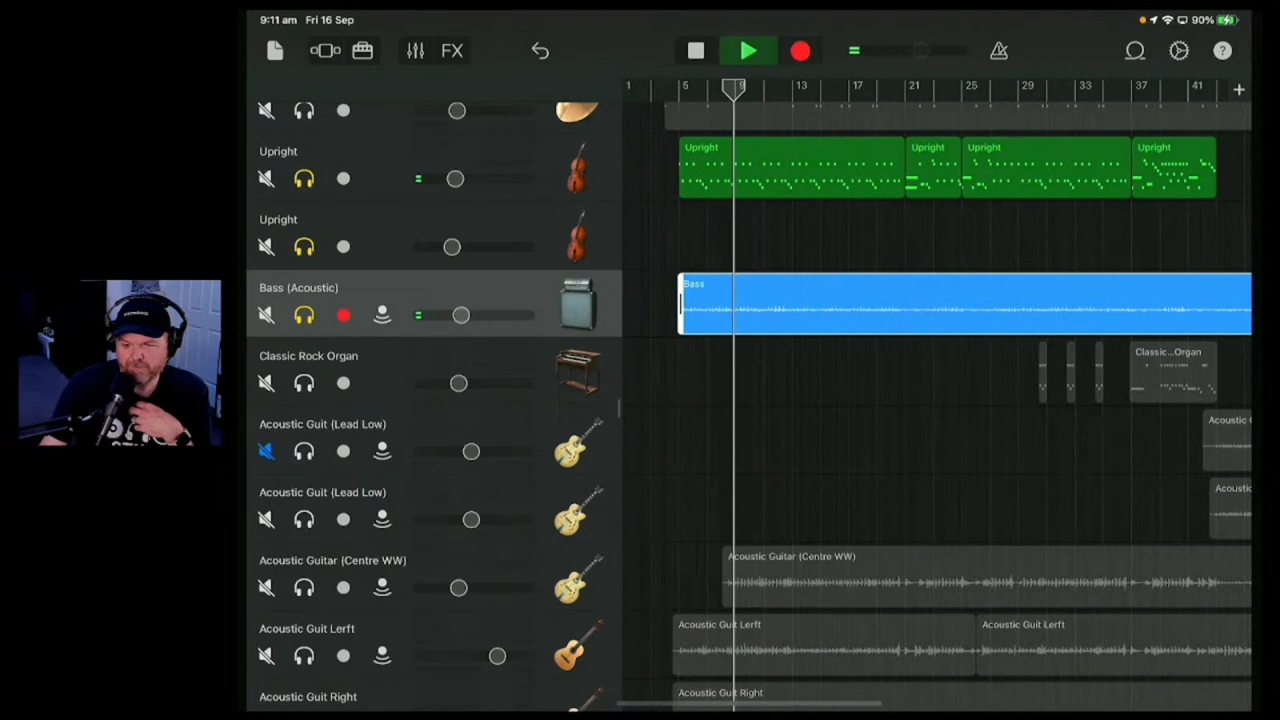 9:11 am Fri 16 Sep
90%
FX
?
1 5 9 13 17 21 25 29 33 37 41 +
Upright
Upright Upright Upright Upright
Upright
Bass (Acoustic)
Bass
Classic Rock Organ
Classic...Organ
Acoustic Guit (Lead Low)
Acoustic G
Acoustic Guit (Lead Low)
Acoustic
Acoustic Guitar (Centre WW)
Acoustic Guitar (Centre WW)
Acoustic Guit Lerft
Acoustic Guit Lerft Acoustic Guit Lerft
Acoustic Guit Right
Acoustic Guit Right